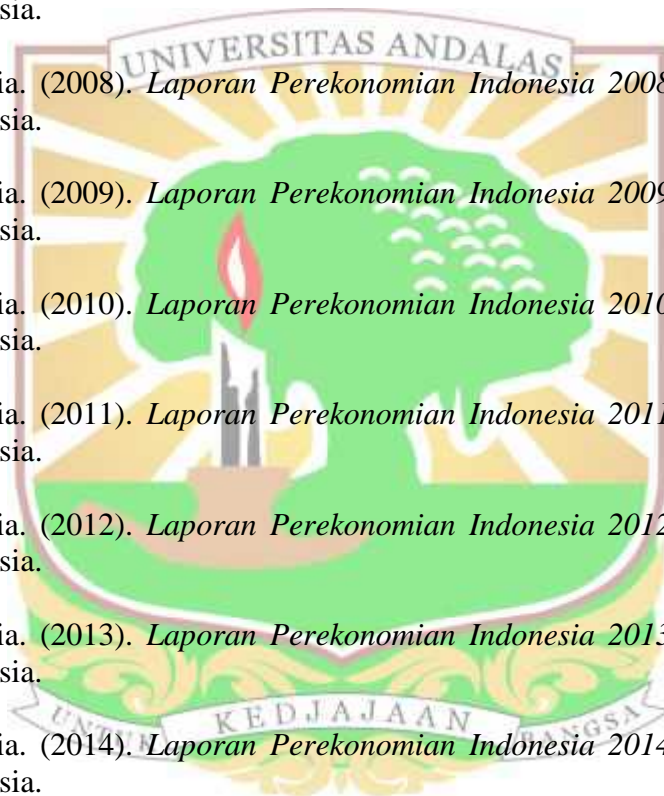 sia.
UNIVERSITAS ANDALAS
ia. (2008). Laporan Perekonomian Indonesia 2008
sia.
ia. (2009). Laporan Perekonomian Indonesia 2009
sia.
ia. (2010). Laporan Perekonomian Indonesia 2010
sia.
ia. (2011). Laporan Perekonomian Indonesia 2011
sia.
ia. (2012). Laporan Perekonomian Indonesia 2012
sia.
ia. (2013). Laporan Perekonomian Indonesia 2013
sia.
UNTUK KEDJAJAAN BANGSA
ia. (2014). Laporan Perekonomian Indonesia 2014
sia.